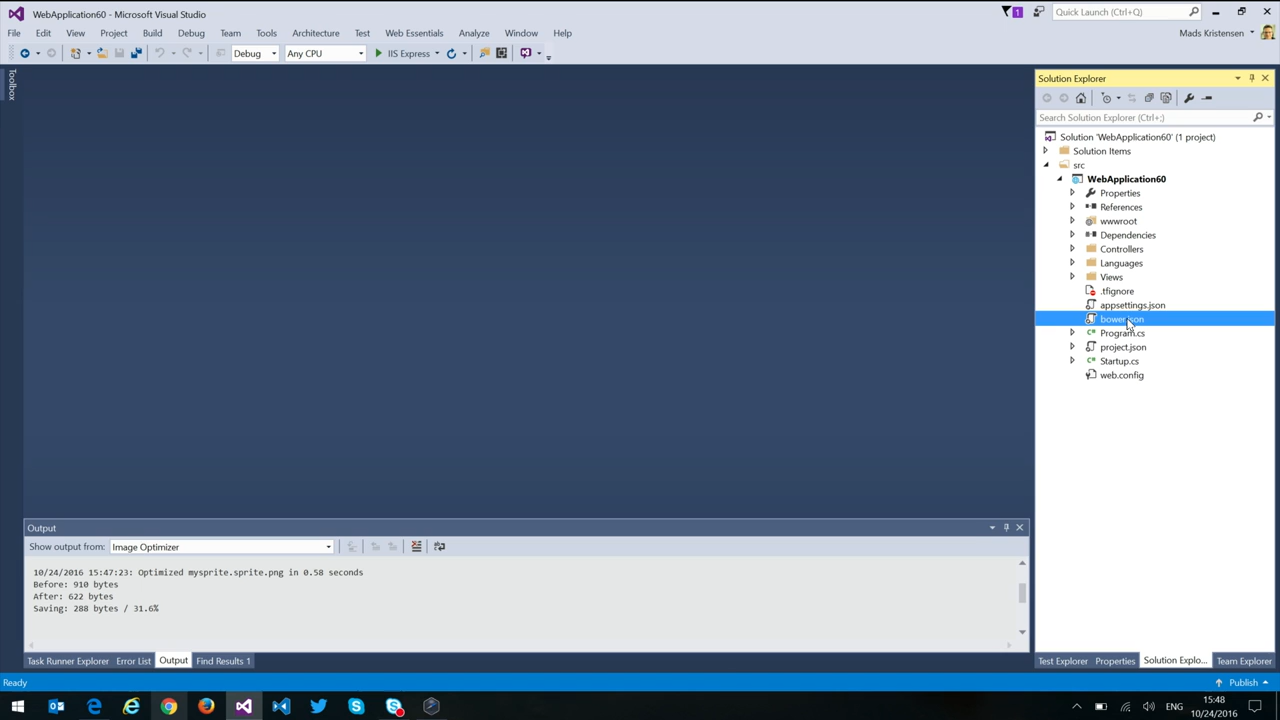 WebApplication60 - Microsoft Visual Studio
1
Quick Launch (Ctrl+Q)
File Edit View Project Build Debug Team Tools Architecture Test Web Essentials Analyze Window Help
Mads Kristensen
Debug Any CPU IIS Express
Toolbox
Solution Explorer
Search Solution Explorer (Ctrl+;)
Solution 'WebApplication60' (1 project)
Solution Items
src
WebApplication60
Properties
References
wwwroot
Dependencies
Controllers
Languages
Views
.tfignore
appsettings.json
bower.json
Program.cs
project.json
Startup.cs
web.config
Output
Show output from: Image Optimizer
10/24/2016 15:47:23: Optimized mysprite.sprite.png in 0.58 seconds
Before: 910 bytes
After: 622 bytes
Saving: 288 bytes / 31.6%
Task Runner Explorer Error List Output Find Results 1
Test Explorer Properties Solution Explo... Team Explorer
Ready
Publish
ENG
15:48
10/24/2016